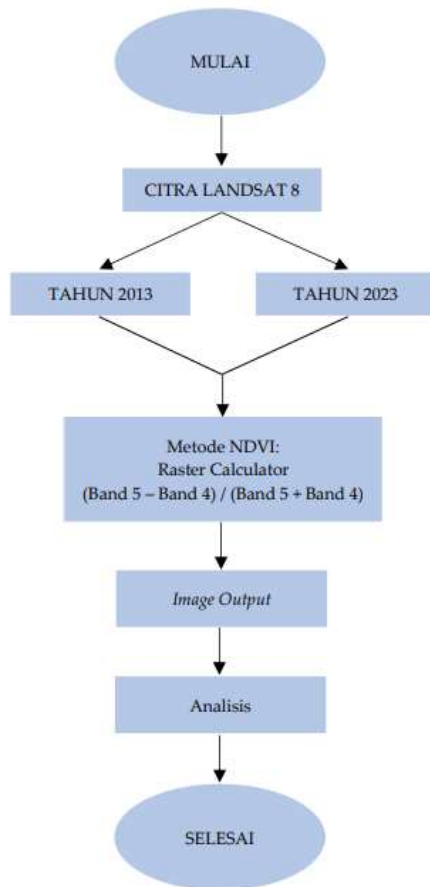 MULAI
CITRA LANDSAT 8
TAHUN 2013
TAHUN 2023
Metode NDVI:
Raster Calculator
(Band 5 – Band 4) / (Band 5 + Band 4)
Image Output
Analisis
SELESAI